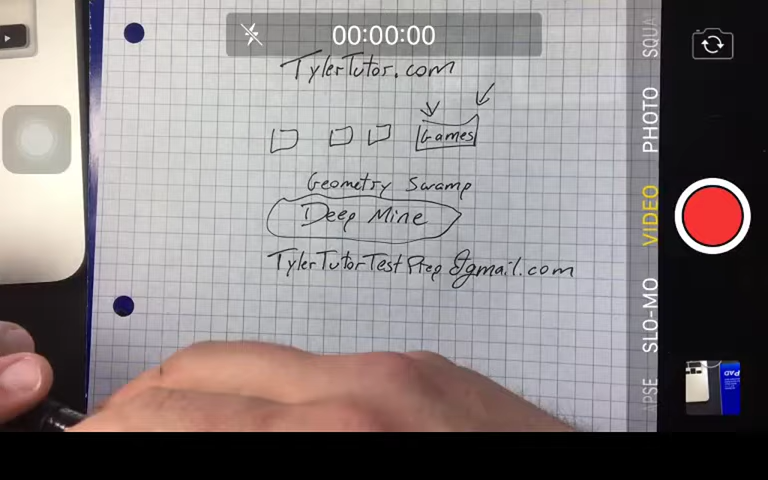 00:00:00
TylerTutor.com
Games
Geometry Swamp
Deep Mine
TylerTutorTestPrep@gmail.com
SQUA
PHOTO
VIDEO
SLO-MO
APSE
PAD